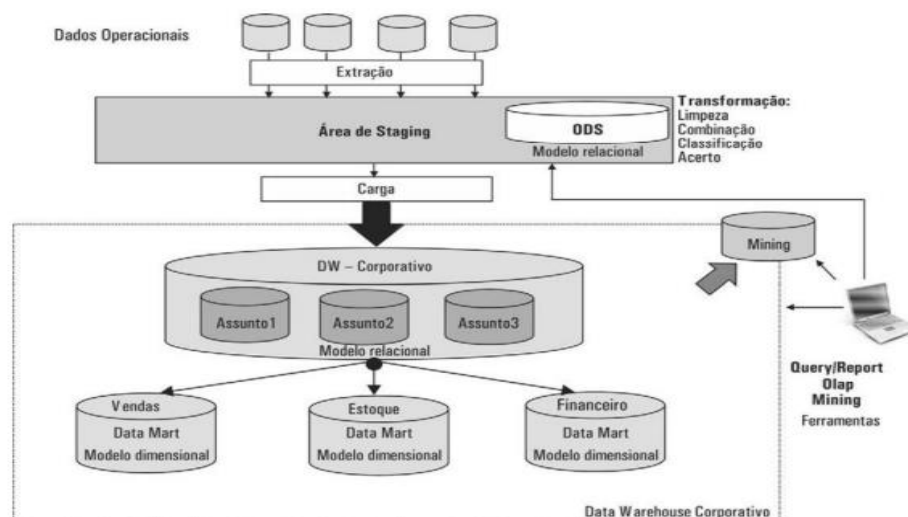 Dados Operacionais
Extração
Área de Staging
ODS
Modelo relacional
Transformação:
Limpeza
Combinação
Classificação
Acerto
Carga
Mining
DW – Corporativo
Assunto1
Assunto2
Assunto3
Modelo relacional
Query/Report
Olap
Mining
Ferramentas
Vendas
Data Mart
Modelo dimensional
Estoque
Data Mart
Modelo dimensional
Financeiro
Data Mart
Modelo dimensional
Data Warehouse Corporativo